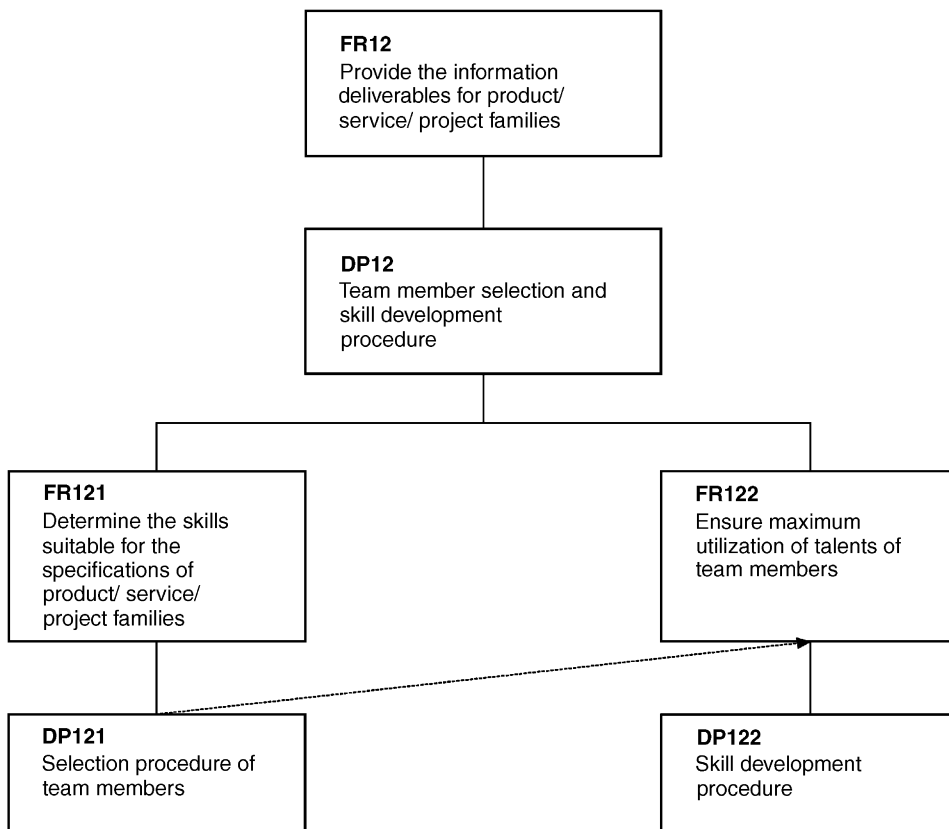 FR12
Provide the information
deliverables for product/
service/ project families
DP12
Team member selection and
skill development
procedure
FR121
Determine the skills
suitable for the
specifications of
product/ service/
project families
FR122
Ensure maximum
utilization of talents of
team members
DP121
Selection procedure of
team members
DP122
Skill development
procedure